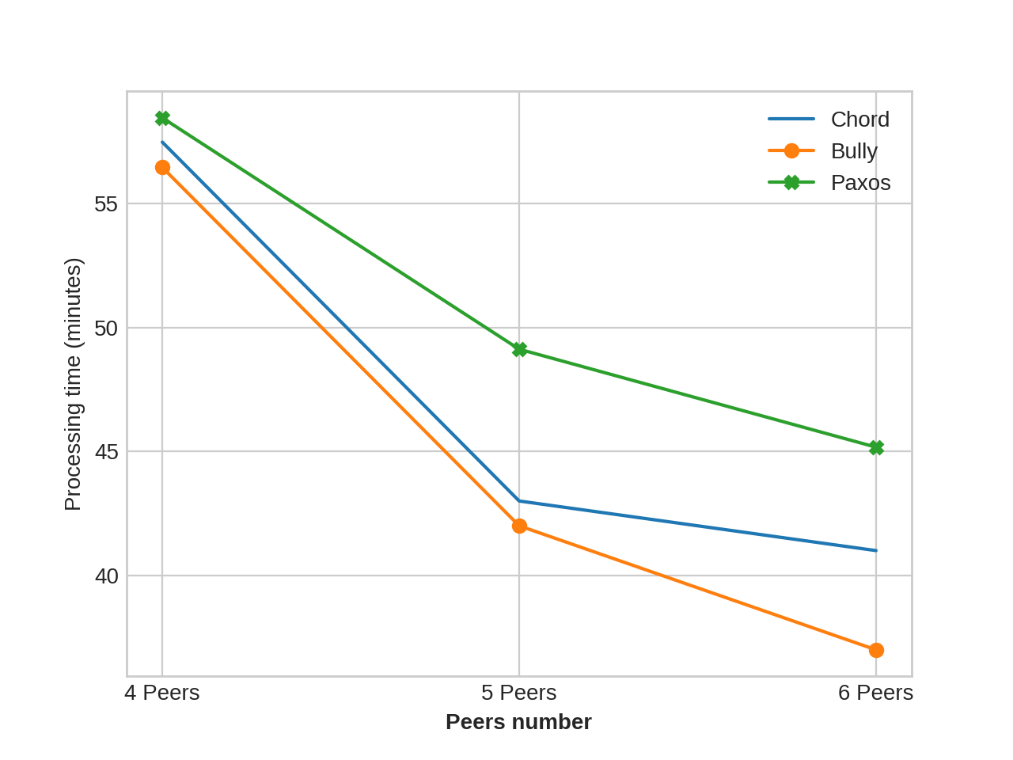 Chord
Bully
Paxos
55
50
45
40
Processing time (minutes)
4 Peers
5 Peers
6 Peers
Peers number